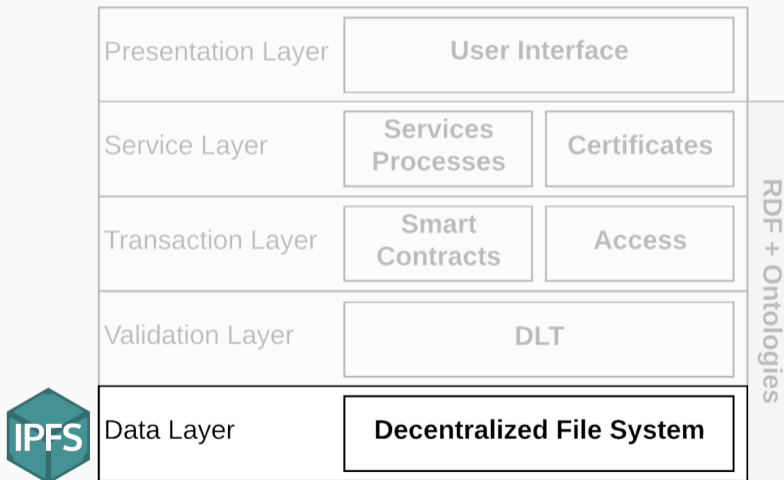 Presentation Layer
User Interface
Service Layer
Services
Processes
Certificates
Transaction Layer
Smart
Contracts
Access
Validation Layer
DLT
IPFS
Data Layer
Decentralized File System
RDF + Ontologies